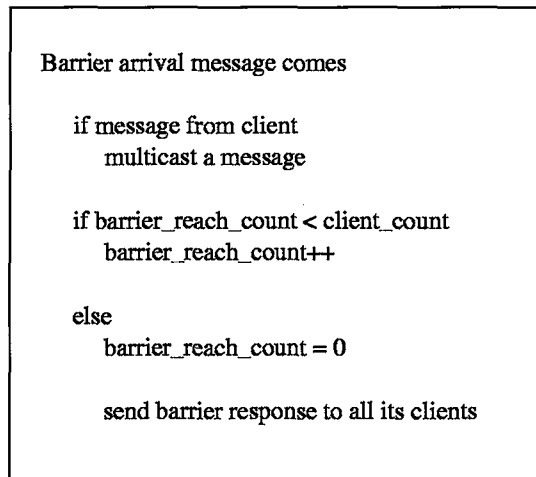 Barrier arrival message comes
if message from client
multicast a message
if barrier_reach_count < client_count
barrier_reach_count++
else
barrier_reach_count = 0
send barrier response to all its clients